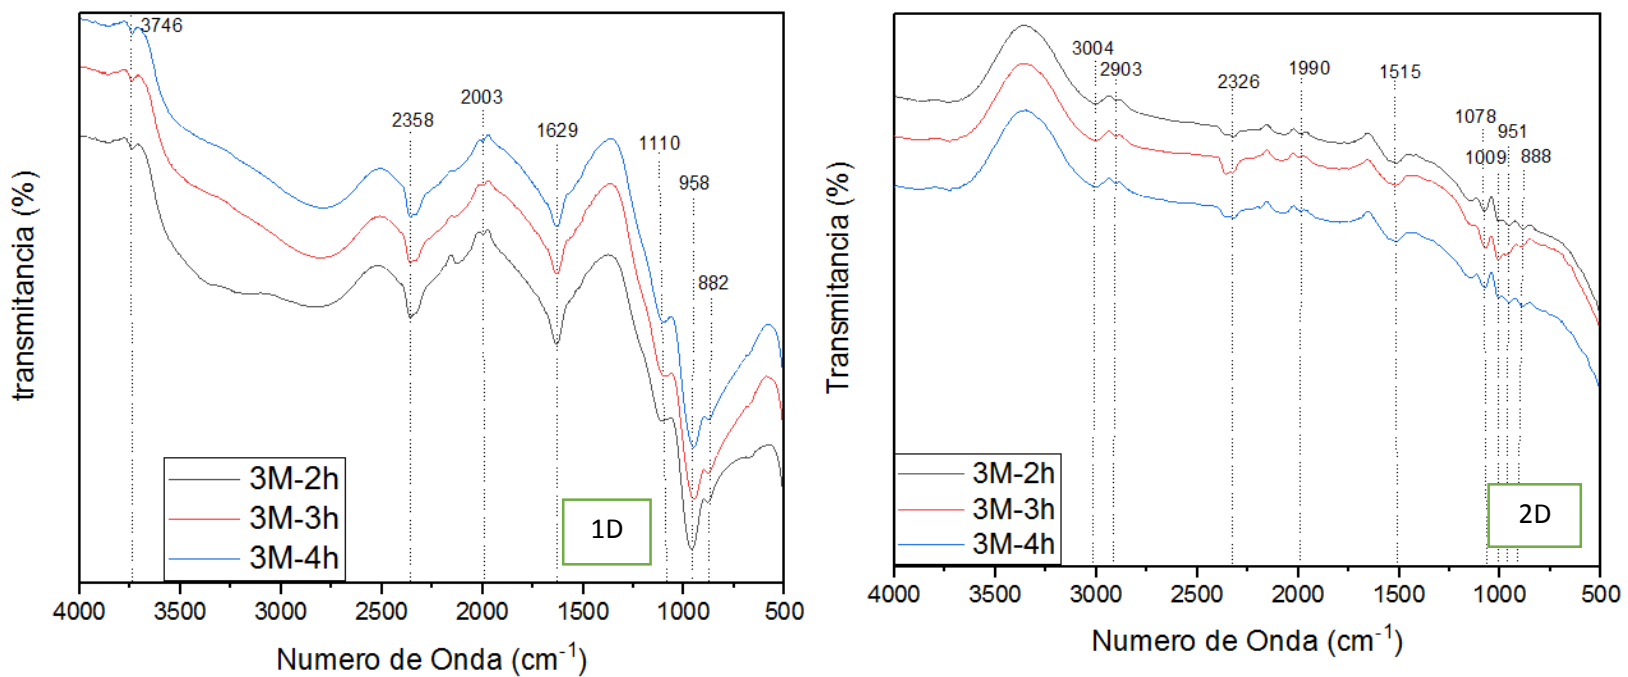 3746
2358
2003
1629
1110
958
882
transmitancia (%)
3M-2h
3M-3h
3M-4h
1D
4000 3500 3000 2500 2000 1500 1000 500
Numero de Onda (cm-1)
3004
2903
2326
1990
1515
1078
951
1009
888
Transmitancia (%)
3M-2h
3M-3h
3M-4h
2D
4000 3500 3000 2500 2000 1500 1000 500
Numero de Onda (cm-1)